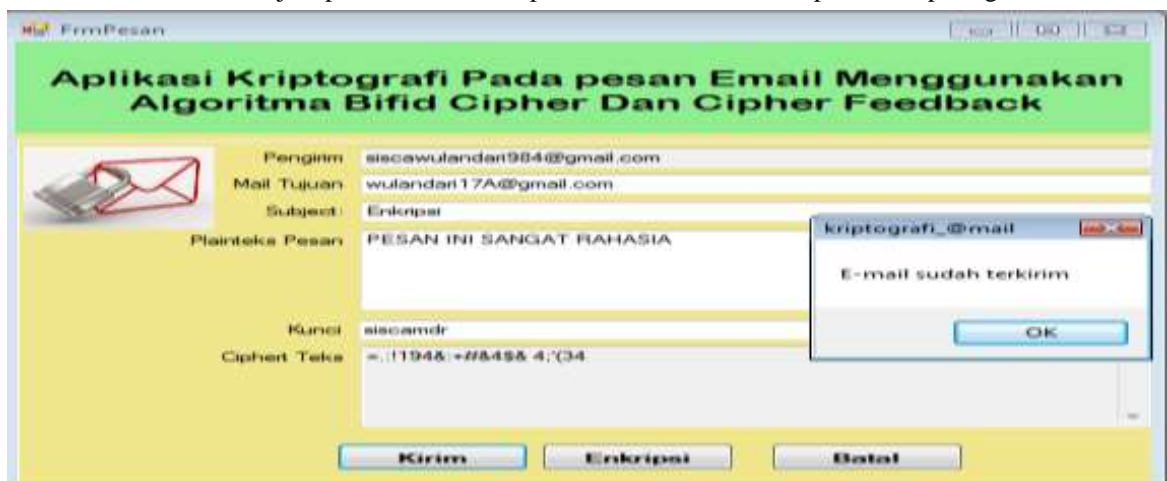 FrmPesan
Aplikasi Kriptografi Pada pesan Email Menggunakan
Algoritma Bifid Cipher Dan Cipher Feedback
Pengirim siscawulandari984@gmail.com
Mail Tujuan wulandari17A@gmail.com
Subject: Enkripsi
Plainteks Pesan PESAN INI SANGAT RAHASIA
kriptografi_@mail
E-mail sudah terkirim
OK
Kunci siscamdr
Ciphert Teks
Kirim Enkripsi Batal